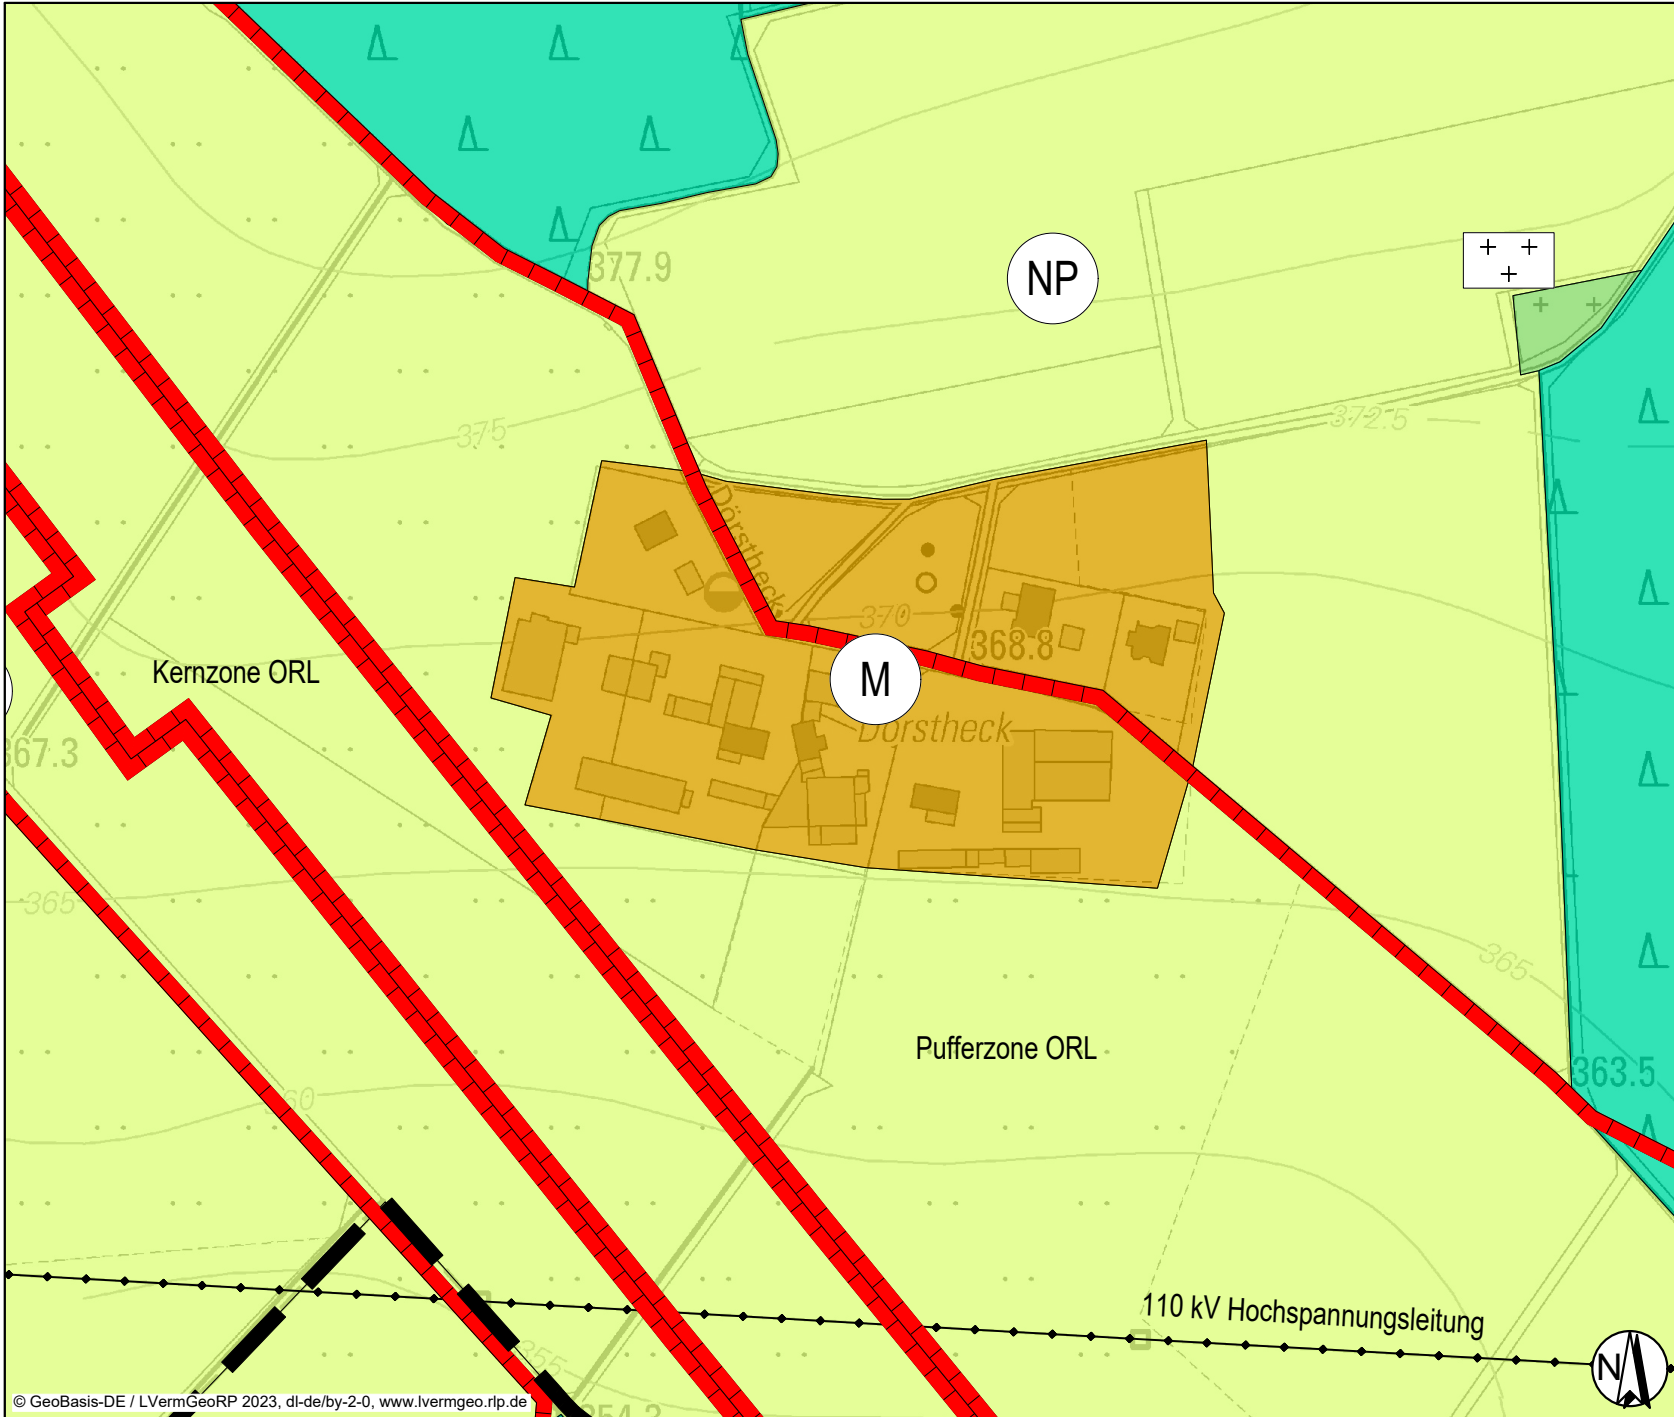 377.9
NP
375
372.5
Dörstheck
370
368.8
M
Kernzone ORL
Dörstheck
367.3
365
365
Pufferzone ORL
363.5
360
110 kV Hochspannungsleitung
355
N
© GeoBasis-DE / LVermGeoRP 2023, dl-de/by-2-0, www.lvermgeo.rlp.de